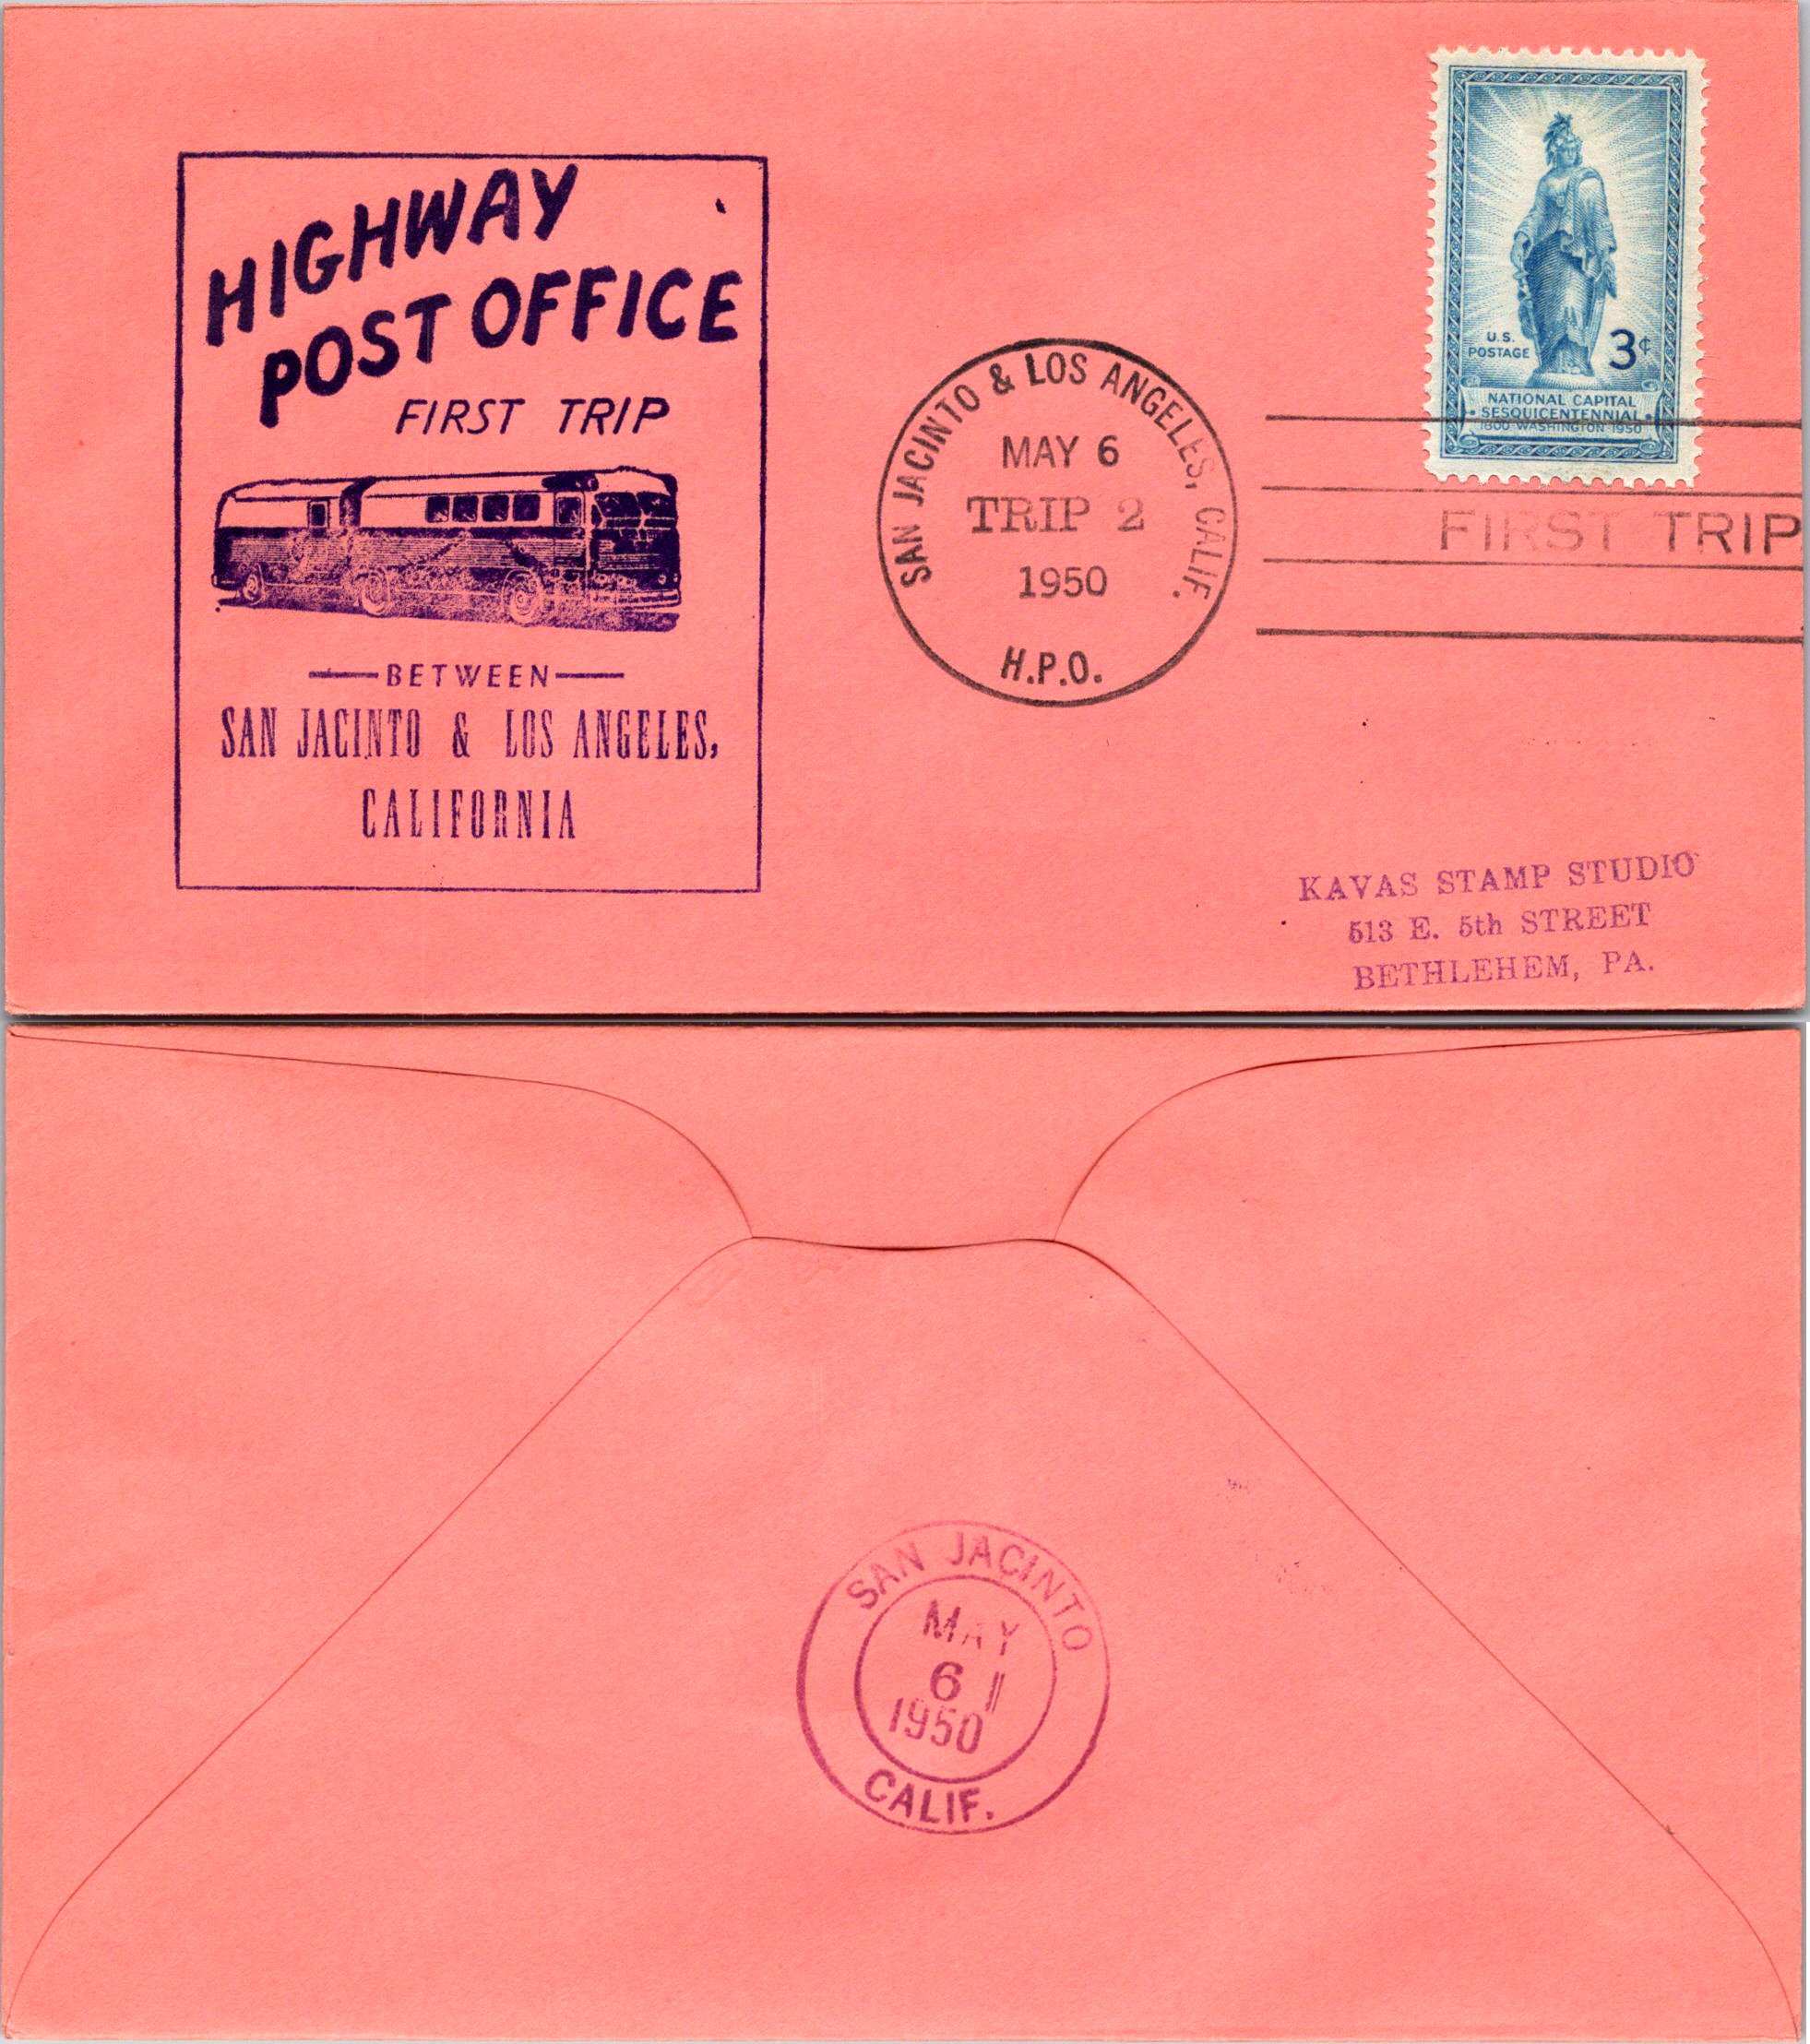 HIGHWAY
POST OFFICE
FIRST TRIP
BETWEEN
SAN JACINTO & LOS ANGELES,
CALIFORNIA
SAN JACINTO & LOS ANGELES, CALIF.
MAY 6
TRIP 2
1950
H.P.O.
U.S.
POSTAGE
3¢
NATIONAL CAPITAL
SESQUICENTENNIAL
1800 WASHINGTON 1950
FIRST TRIP
KAVAS STAMP STUDIO
513 E. 5th STREET
BETHLEHEM, PA.
SAN JACINTO
MAY
6
1950
CALIF.